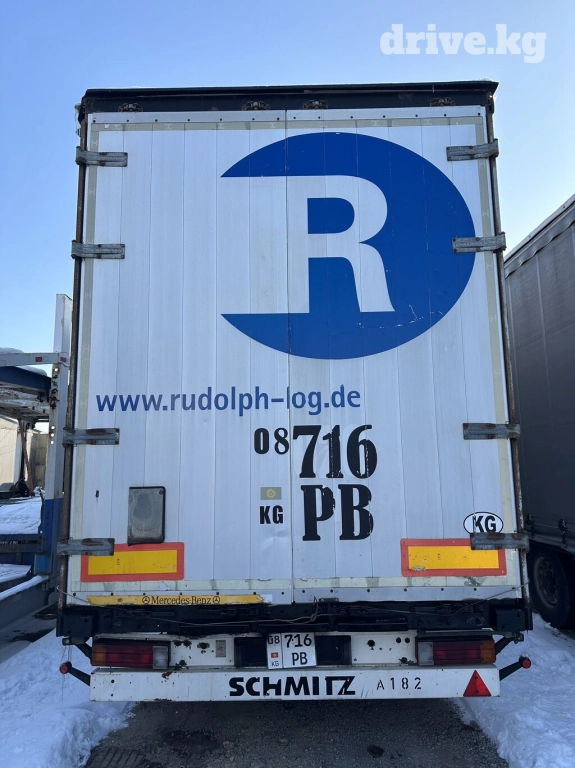 drive.kg
R
www.rudolph-log.de
08 716
KG PB
KG
Mercedes-Benz
08 716
KG PB
SCHMITZ A182